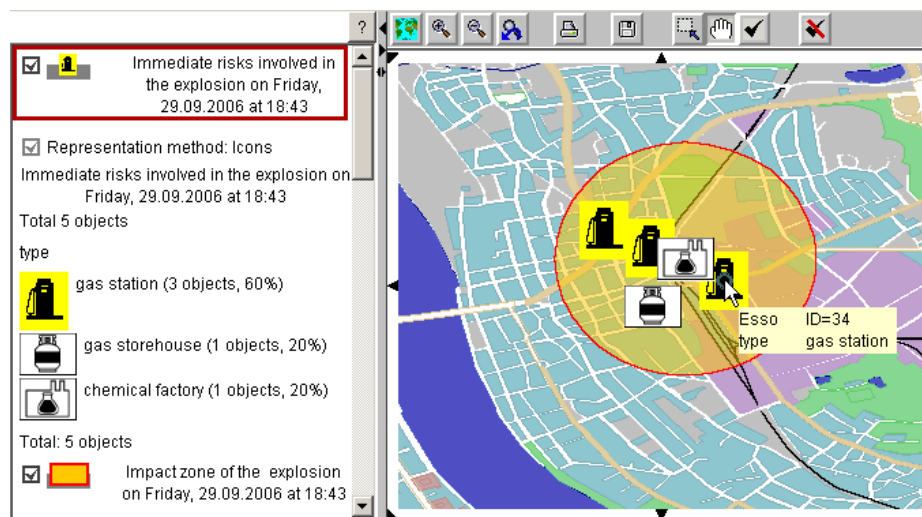 ?
Immediate risks involved in
the explosion on Friday,
29.09.2006 at 18:43
Representation method: Icons
Immediate risks involved in the explosion on
Friday, 29.09.2006 at 18:43
Total 5 objects
type
gas station (3 objects, 60%)
gas storehouse (1 objects, 20%)
chemical factory (1 objects, 20%)
Total: 5 objects
Impact zone of the explosion
on Friday, 29.09.2006 at 18:43
Esso ID=34
type gas station